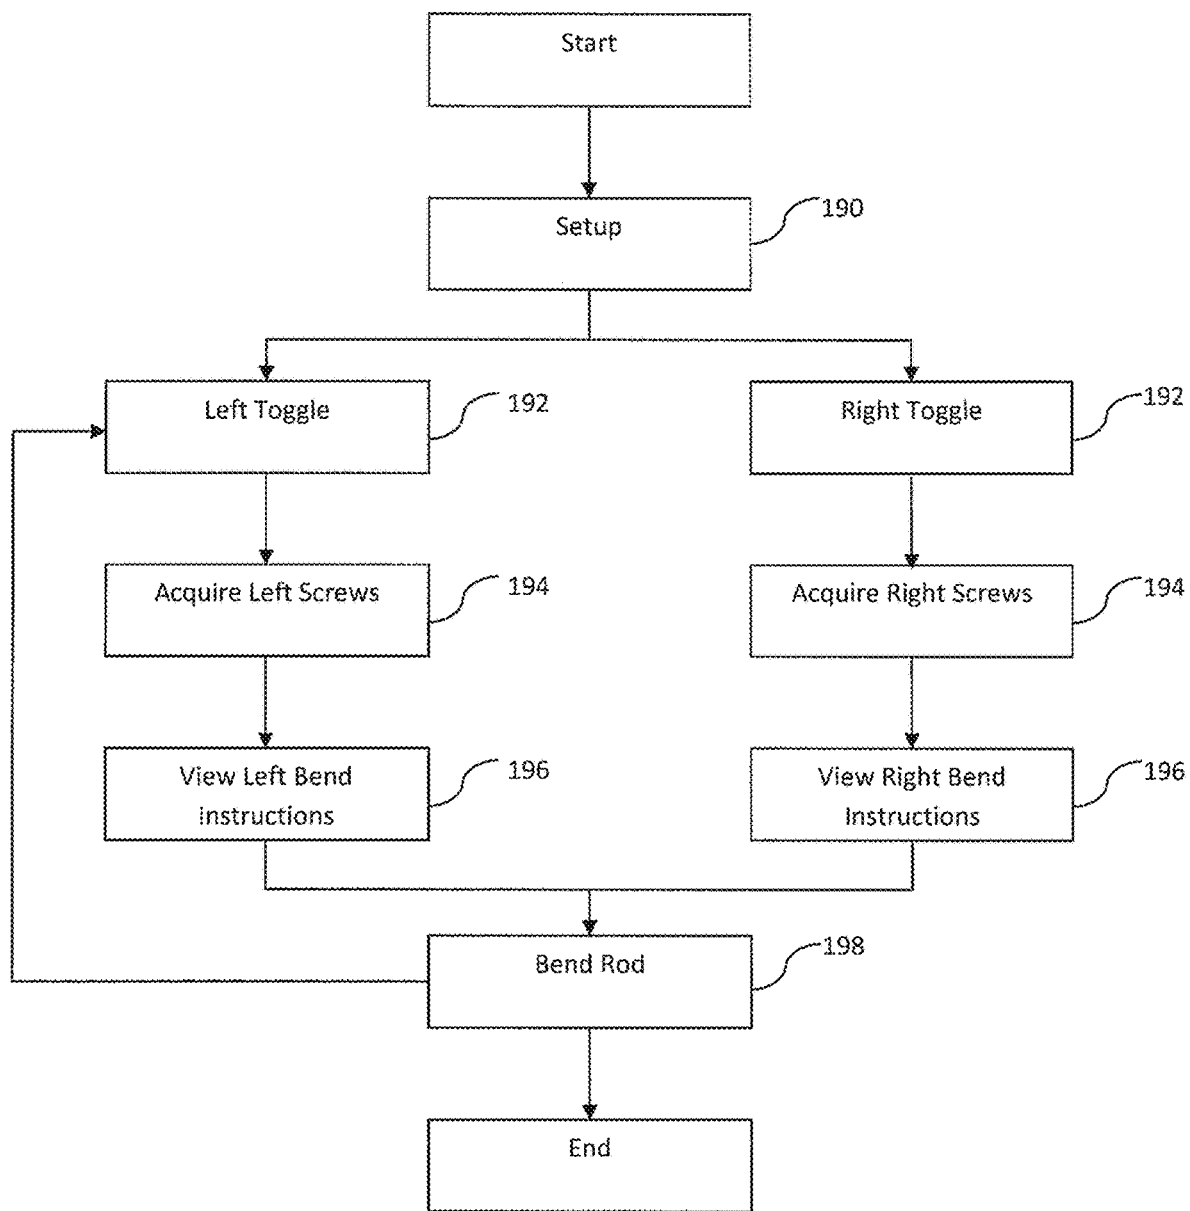 Start
Setup
190
Left Toggle
192
Right Toggle
192
Acquire Left Screws
194
Acquire Right Screws
194
View Left Bend
Instructions
196
View Right Bend
Instructions
196
Bend Rod
198
End